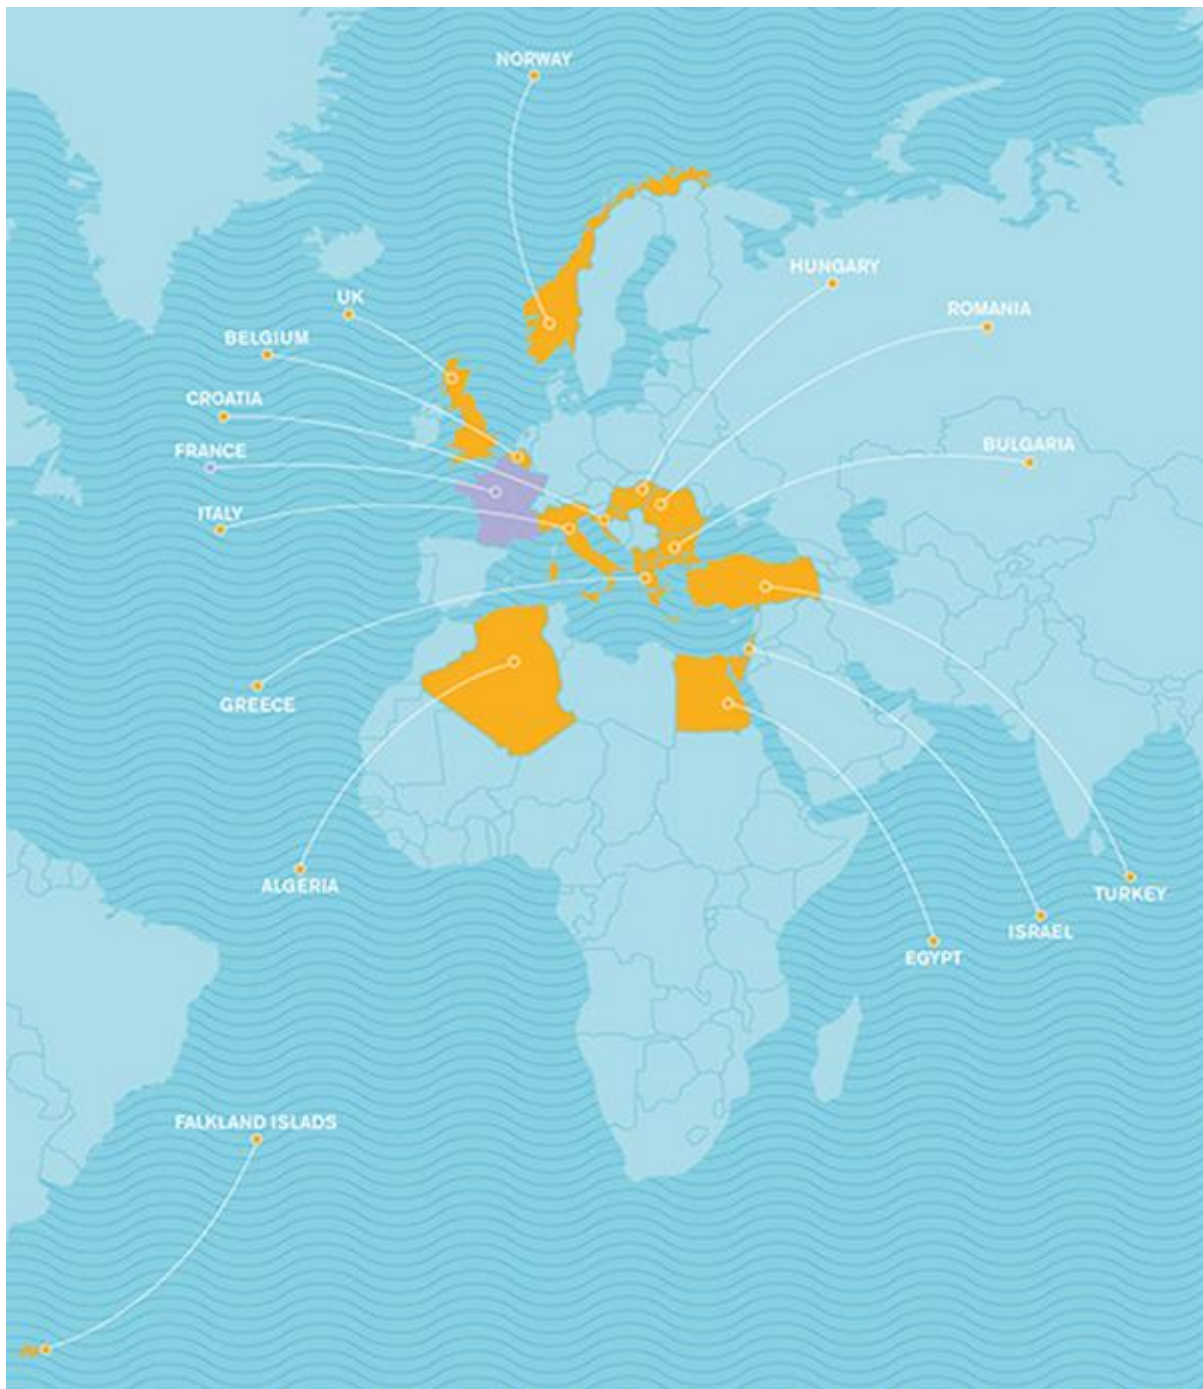 NORWAY
HUNGARY
UK
ROMANIA
BELGIUM
CROATIA
BULGARIA
FRANCE
ITALY
GREECE
ALGERIA
TURKEY
ISRAEL
EGYPT
FALKLAND ISLADS